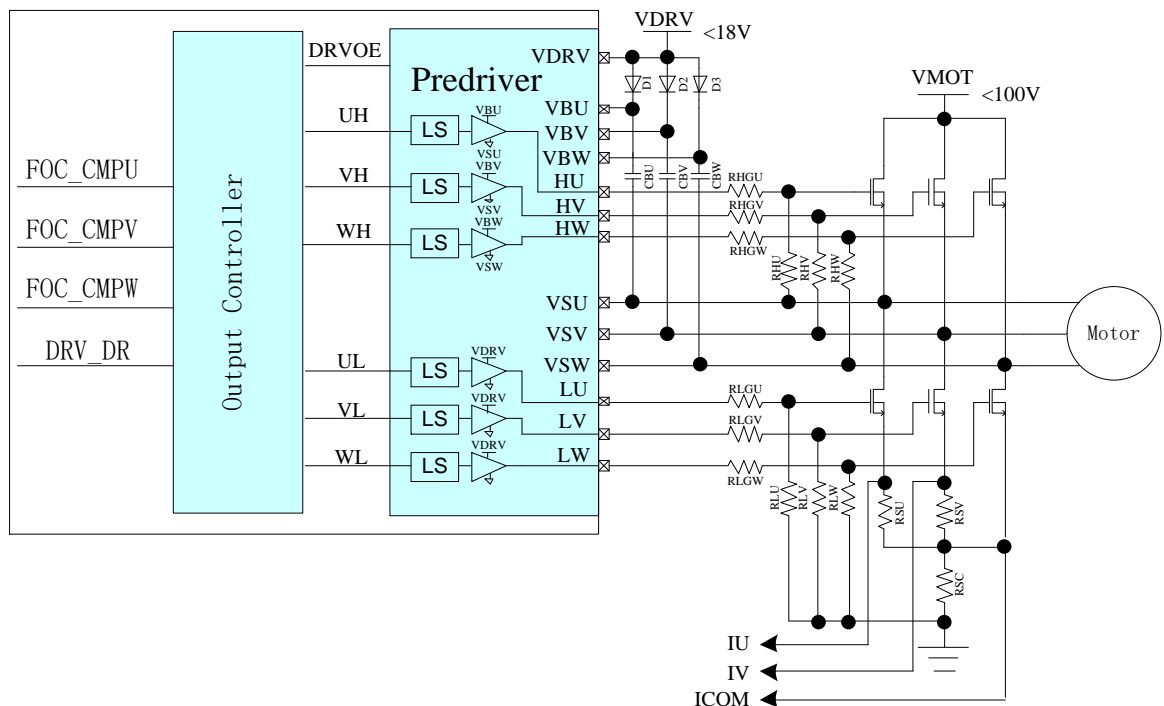 VDRV
<18V
DRVOE
VDRV
Predriver
D1
D2
D3
VMOT
<100V
UH
LS
VBU
VSU
VBU
VBV
VBW
CBU
CBV
CBW
FOC_CMPU
VH
LS
VBV
VSV
HU
RHGU
HV
RHGV
FOC_CMPV
WH
LS
VBW
VSW
HW
RHGW
RHU
RHV
RHW
FOC_CMPW
Output Controller
VSU
VSV
Motor
DRV_DR
VSW
UL
LS
VDRV
LU
RLGU
VL
LS
VDRV
LV
RLGV
WL
LS
VDRV
LW
RLGW
RLU
RLV
RLW
RSU
RSV
RSC
IU
IV
ICOM